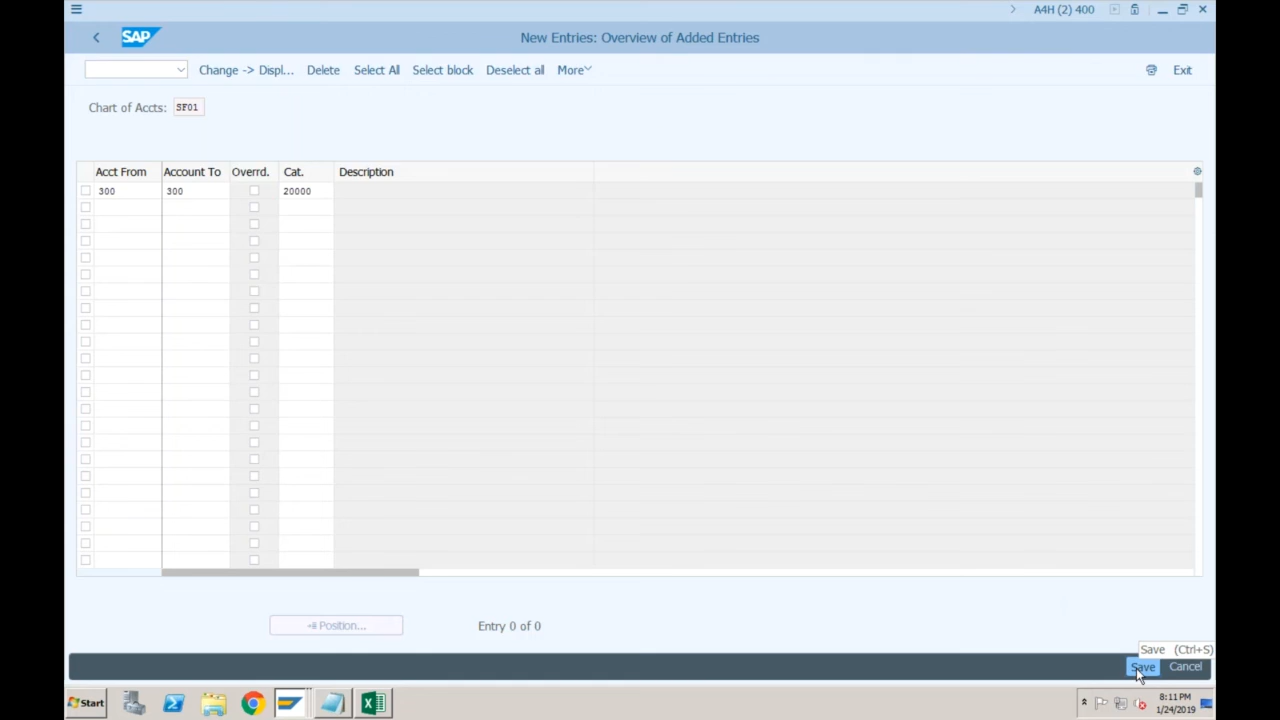 A4H (2) 400
SAP
New Entries: Overview of Added Entries
Change -> Displ... Delete Select All Select block Deselect all More Exit
Chart of Accts: SF01
Acct From Account To Overrd. Cat. Description
300 300 20000
Position... Entry 0 of 0
Save (Ctrl+S)
Save Cancel
Start
8:11 PM
1/24/2019